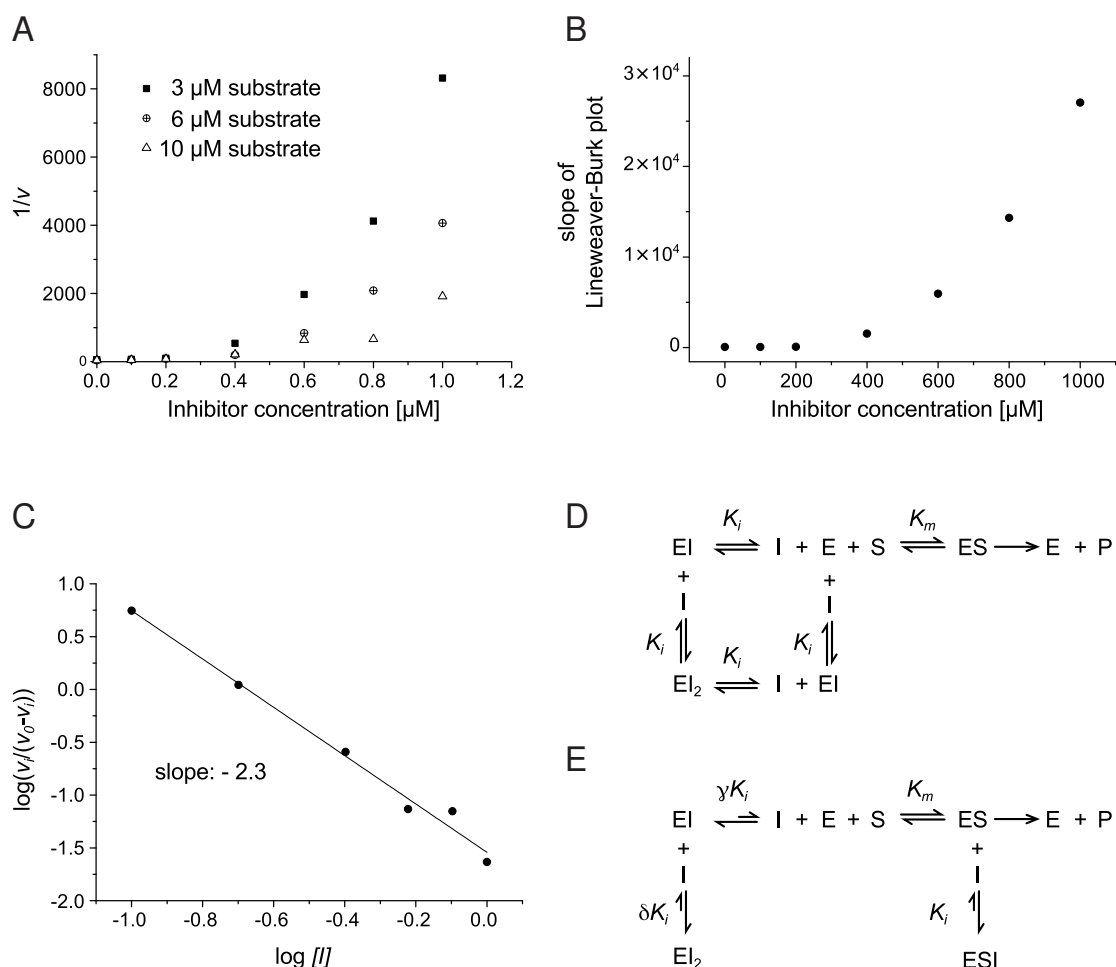 A
1/v
8000
6000
4000
2000
0
0.0 0.2 0.4 0.6 0.8 1.0 1.2
Inhibitor concentration [µM]
3 µM substrate
6 µM substrate
10 µM substrate
B
slope of
Lineweaver-Burk plot
3×10⁴
2×10⁴
1×10⁴
0
0 200 400 600 800 1000
Inhibitor concentration [µM]
C
log(vᵢ/(v₀-vᵢ))
1.0
0.5
0.0
-0.5
-1.0
-1.5
-2.0
slope: - 2.3
-1.0 -0.8 -0.6 -0.4 -0.2 0.0
log [I]
D
Kᵢ Kₘ
EI I + E + S ES E + P
+ +
I I
Kᵢ Kᵢ Kᵢ
EI₂ I + EI
E
γKᵢ Kₘ
EI I + E + S ES E + P
+ +
I I
δKᵢ Kᵢ
EI₂ ESI